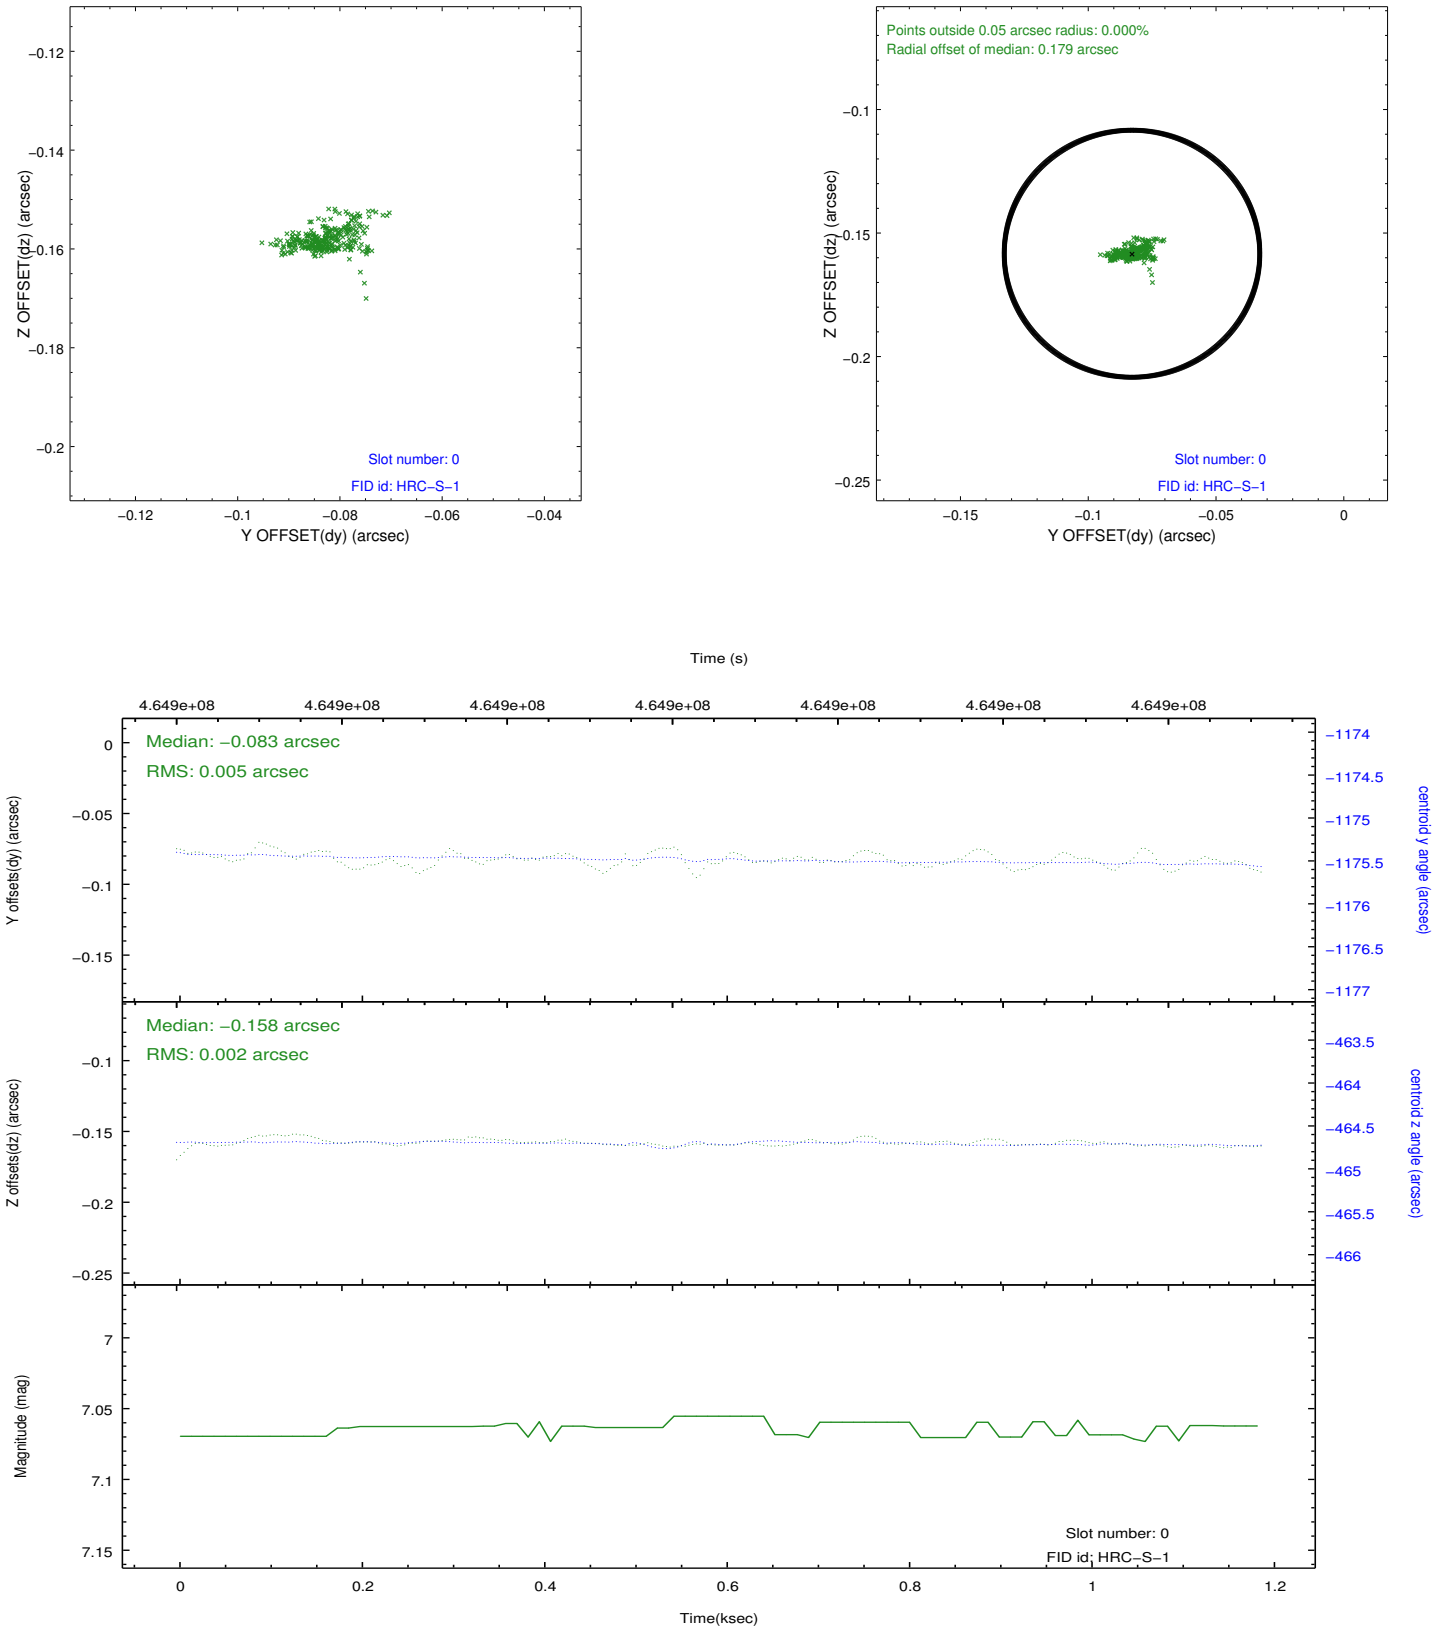 −0.12
−0.14
−0.16
−0.18
−0.2
Z OFFSET(dz) (arcsec)
Slot number: 0
FID id: HRC−S−1
−0.12 −0.1 −0.08 −0.06 −0.04
Y OFFSET(dy) (arcsec)
Points outside 0.05 arcsec radius: 0.000%
Radial offset of median: 0.179 arcsec
−0.1
−0.15
−0.2
−0.25
Z OFFSET(dz) (arcsec)
Slot number: 0
FID id: HRC−S−1
−0.15 −0.1 −0.05 0
Y OFFSET(dy) (arcsec)
Time (s)
4.649e+08 4.649e+08 4.649e+08 4.649e+08 4.649e+08 4.649e+08 4.649e+08
Median: −0.083 arcsec
RMS: 0.005 arcsec
0
−0.05
−0.1
−0.15
Y offsets(dy) (arcsec)
−1174
−1174.5
−1175
−1175.5
−1176
−1176.5
−1177
centroid y angle (arcsec)
Median: −0.158 arcsec
RMS: 0.002 arcsec
−0.1
−0.15
−0.2
−0.25
Z offsets(dz) (arcsec)
−463.5
−464
−464.5
−465
−465.5
−466
centroid z angle (arcsec)
7
7.05
7.1
7.15
Magnitude (mag)
Slot number: 0
FID id: HRC−S−1
0 0.2 0.4 0.6 0.8 1 1.2
Time(ksec)